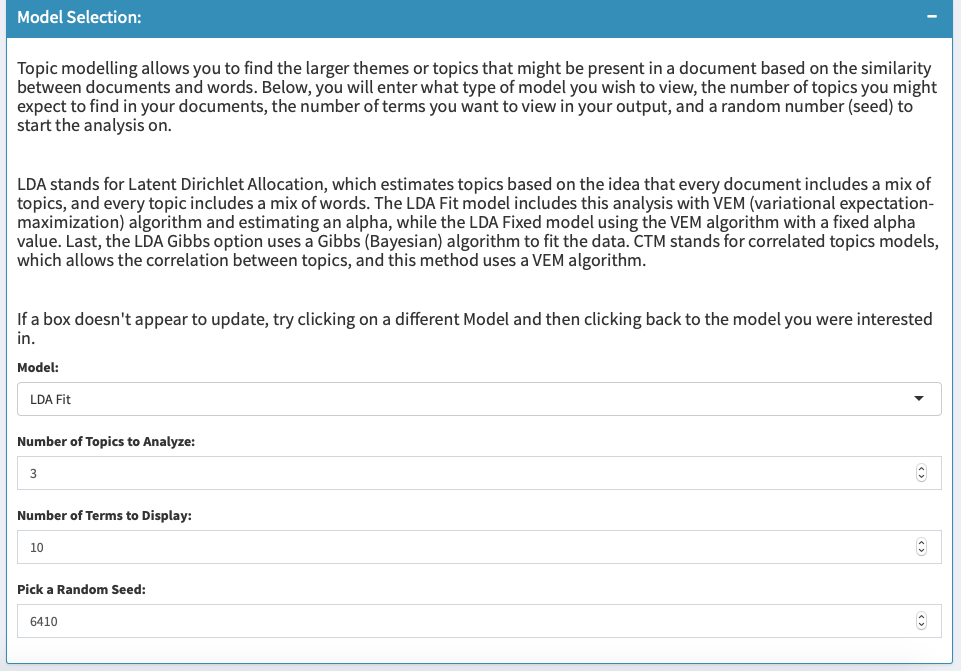 Model Selection:
Topic modelling allows you to find the larger themes or topics that might be present in a document based on the similarity
between documents and words. Below, you will enter what type of model you wish to view, the number of topics you might
expect to find in your documents, the number of terms you want to view in your output, and a random number (seed) to
start the analysis on.
LDA stands for Latent Dirichlet Allocation, which estimates topics based on the idea that every document includes a mix of
topics, and every topic includes a mix of words. The LDA Fit model includes this analysis with VEM (variational expectation-
maximization) algorithm and estimating an alpha, while the LDA Fixed model using the VEM algorithm with a fixed alpha
value. Last, the LDA Gibbs option uses a Gibbs (Bayesian) algorithm to fit the data. CTM stands for correlated topics models,
which allows the correlation between topics, and this method uses a VEM algorithm.
If a box doesn't appear to update, try clicking on a different Model and then clicking back to the model you were interested
in.
Model:
LDA Fit
Number of Topics to Analyze:
3
Number of Terms to Display:
10
Pick a Random Seed:
6410